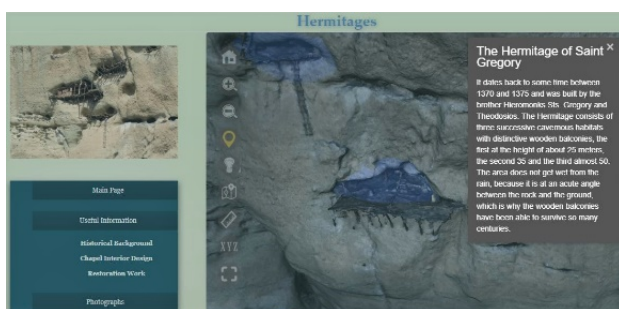 Hermitages
Main Page
Useful Information
Historical Background
Chapel Interior Design
Restoration Work
Photographs
XYZ
The Hermitage of Saint
Gregory
×
It dates back to some time between
1370 and 1375 and was built by the
brother Hieromonks Sts. Gregory and
Theodosios. The Hermitage consists of
three successive cavernous habitats
with distinctive wooden balconies, the
first at the height of about 25 meters,
the second 35 and the third almost 50.
The area does not get wet from the
rain, because it is at an acute angle
between the rock and the ground,
which is why the wooden balconies
have been able to survive so many
centuries.